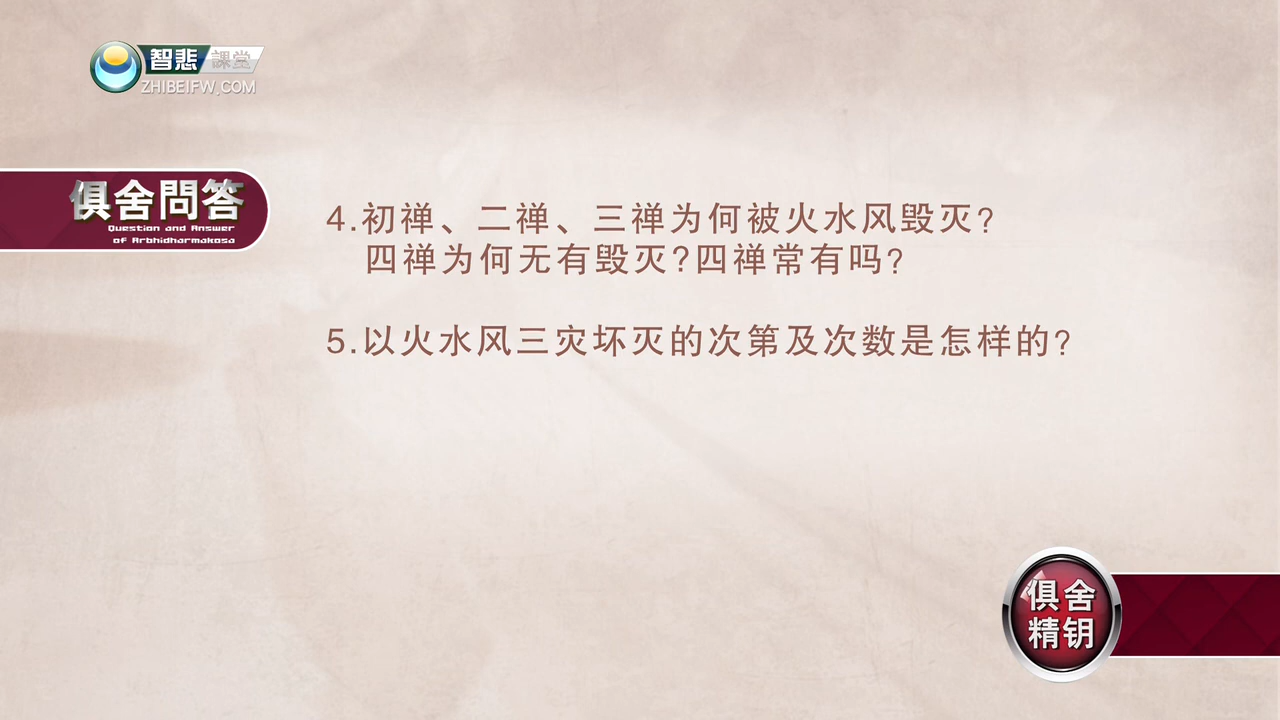 智悲 課堂
ZHIBEIFW.COM
俱舍問答
Question and Answer
of Arbhidharmakosa
4.初禅、二禅、三禅为何被火水风毁灭?
四禅为何无有毁灭?四禅常有吗?
5.以火水风三灾坏灭的次第及次数是怎样的?
俱舍
精钥